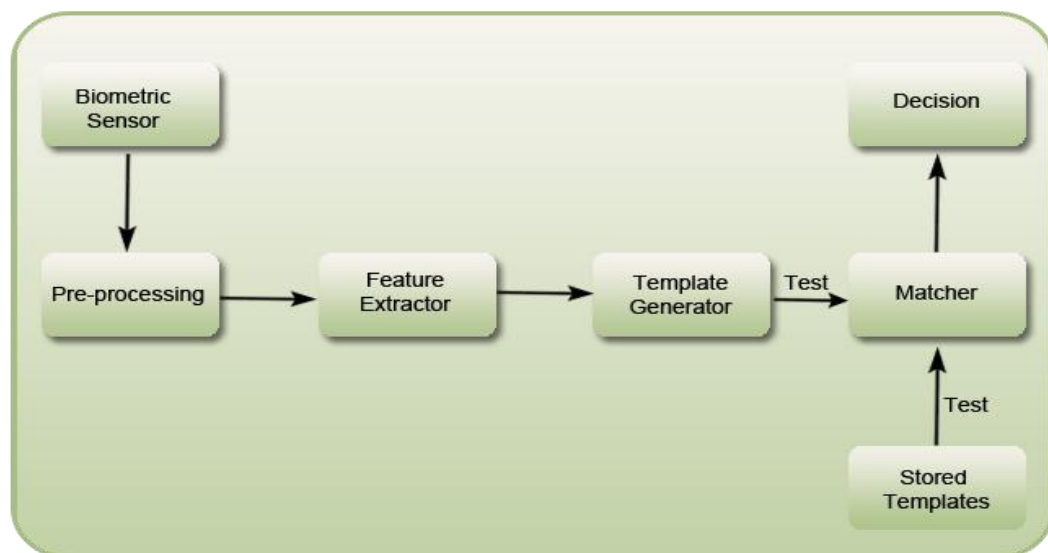 Biometric
Sensor
Decision
Pre-processing
Feature
Extractor
Template
Generator
Test
Matcher
Test
Stored
Templates